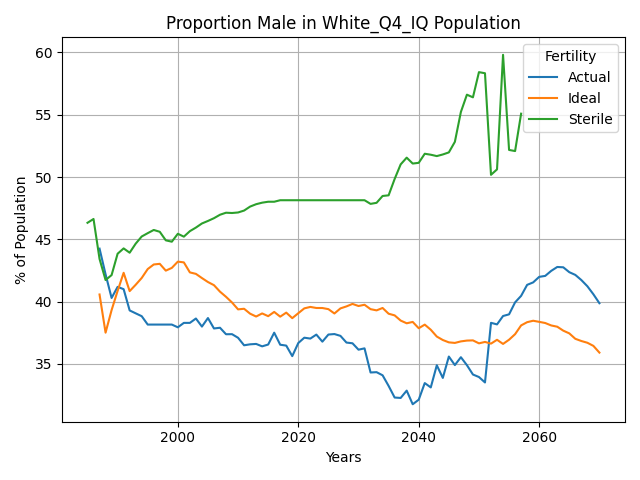 Proportion Male in White_Q4_IQ Population
Fertility
Actual
Ideal
Sterile
% of Population
60
55
50
45
40
35
2000
2020
2040
2060
Years